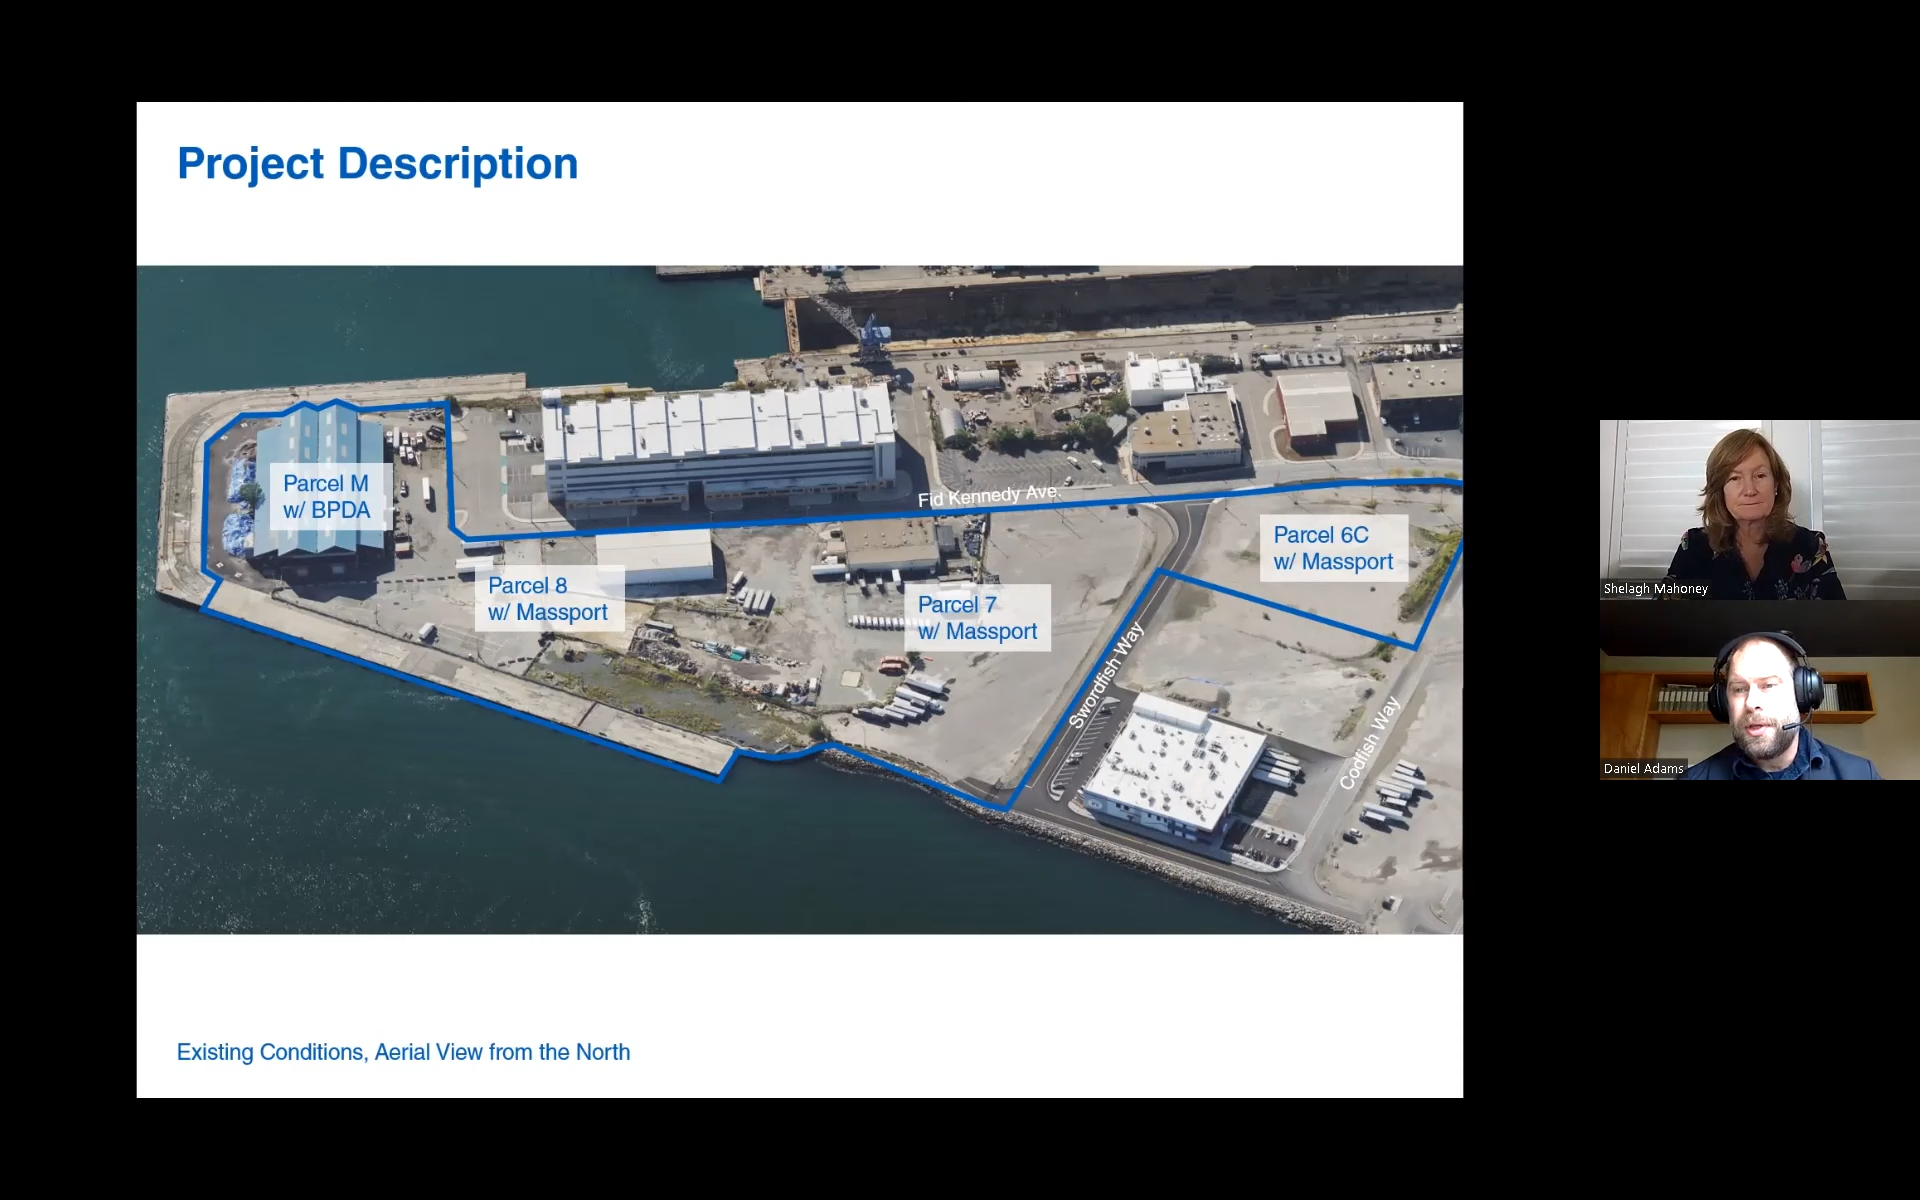 Project Description
Parcel M
w/ BPDA
Fid Kennedy Ave.
Parcel 6C
w/ Massport
Parcel 8
w/ Massport
Parcel 7
w/ Massport
Swordfish Way
Codfish Way
Existing Conditions, Aerial View from the North
Shelagh Mahoney
Daniel Adams